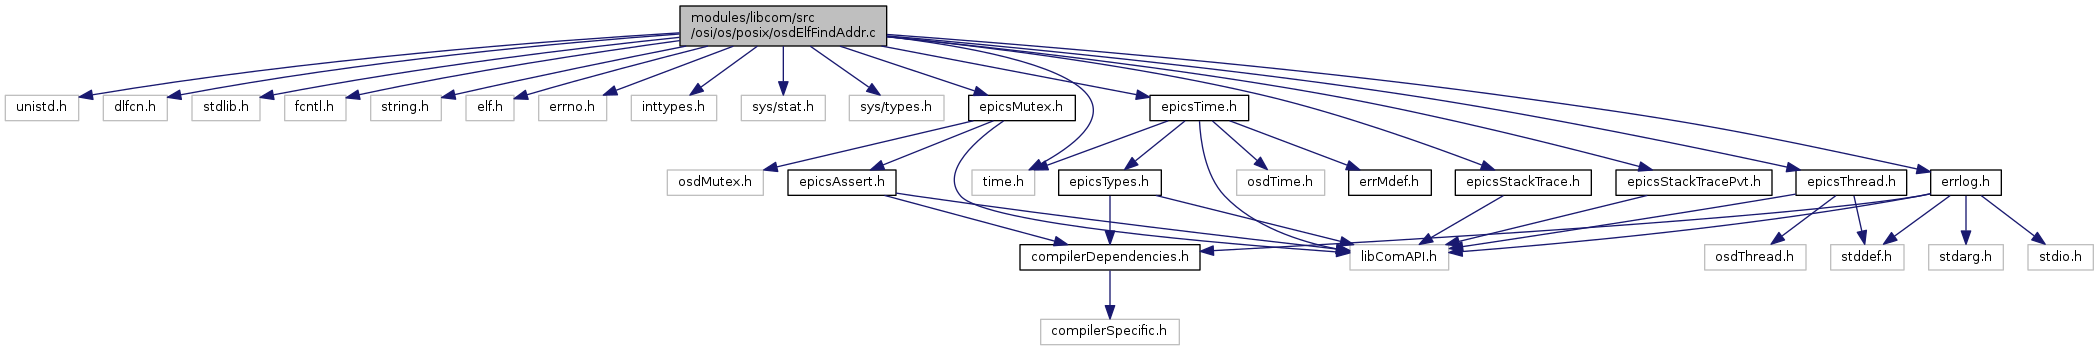 modules/libcom/src
/osi/os/posix/osdElfFindAddr.c
unistd.h
dlfcn.h
stdlib.h
fcntl.h
string.h
elf.h
errno.h
inttypes.h
sys/stat.h
sys/types.h
epicsMutex.h
epicsTime.h
osdMutex.h
epicsAssert.h
time.h
epicsTypes.h
osdTime.h
errMdef.h
epicsStackTrace.h
epicsStackTracePvt.h
epicsThread.h
errlog.h
compilerDependencies.h
libComAPI.h
osdThread.h
stddef.h
stdarg.h
stdio.h
compilerSpecific.h